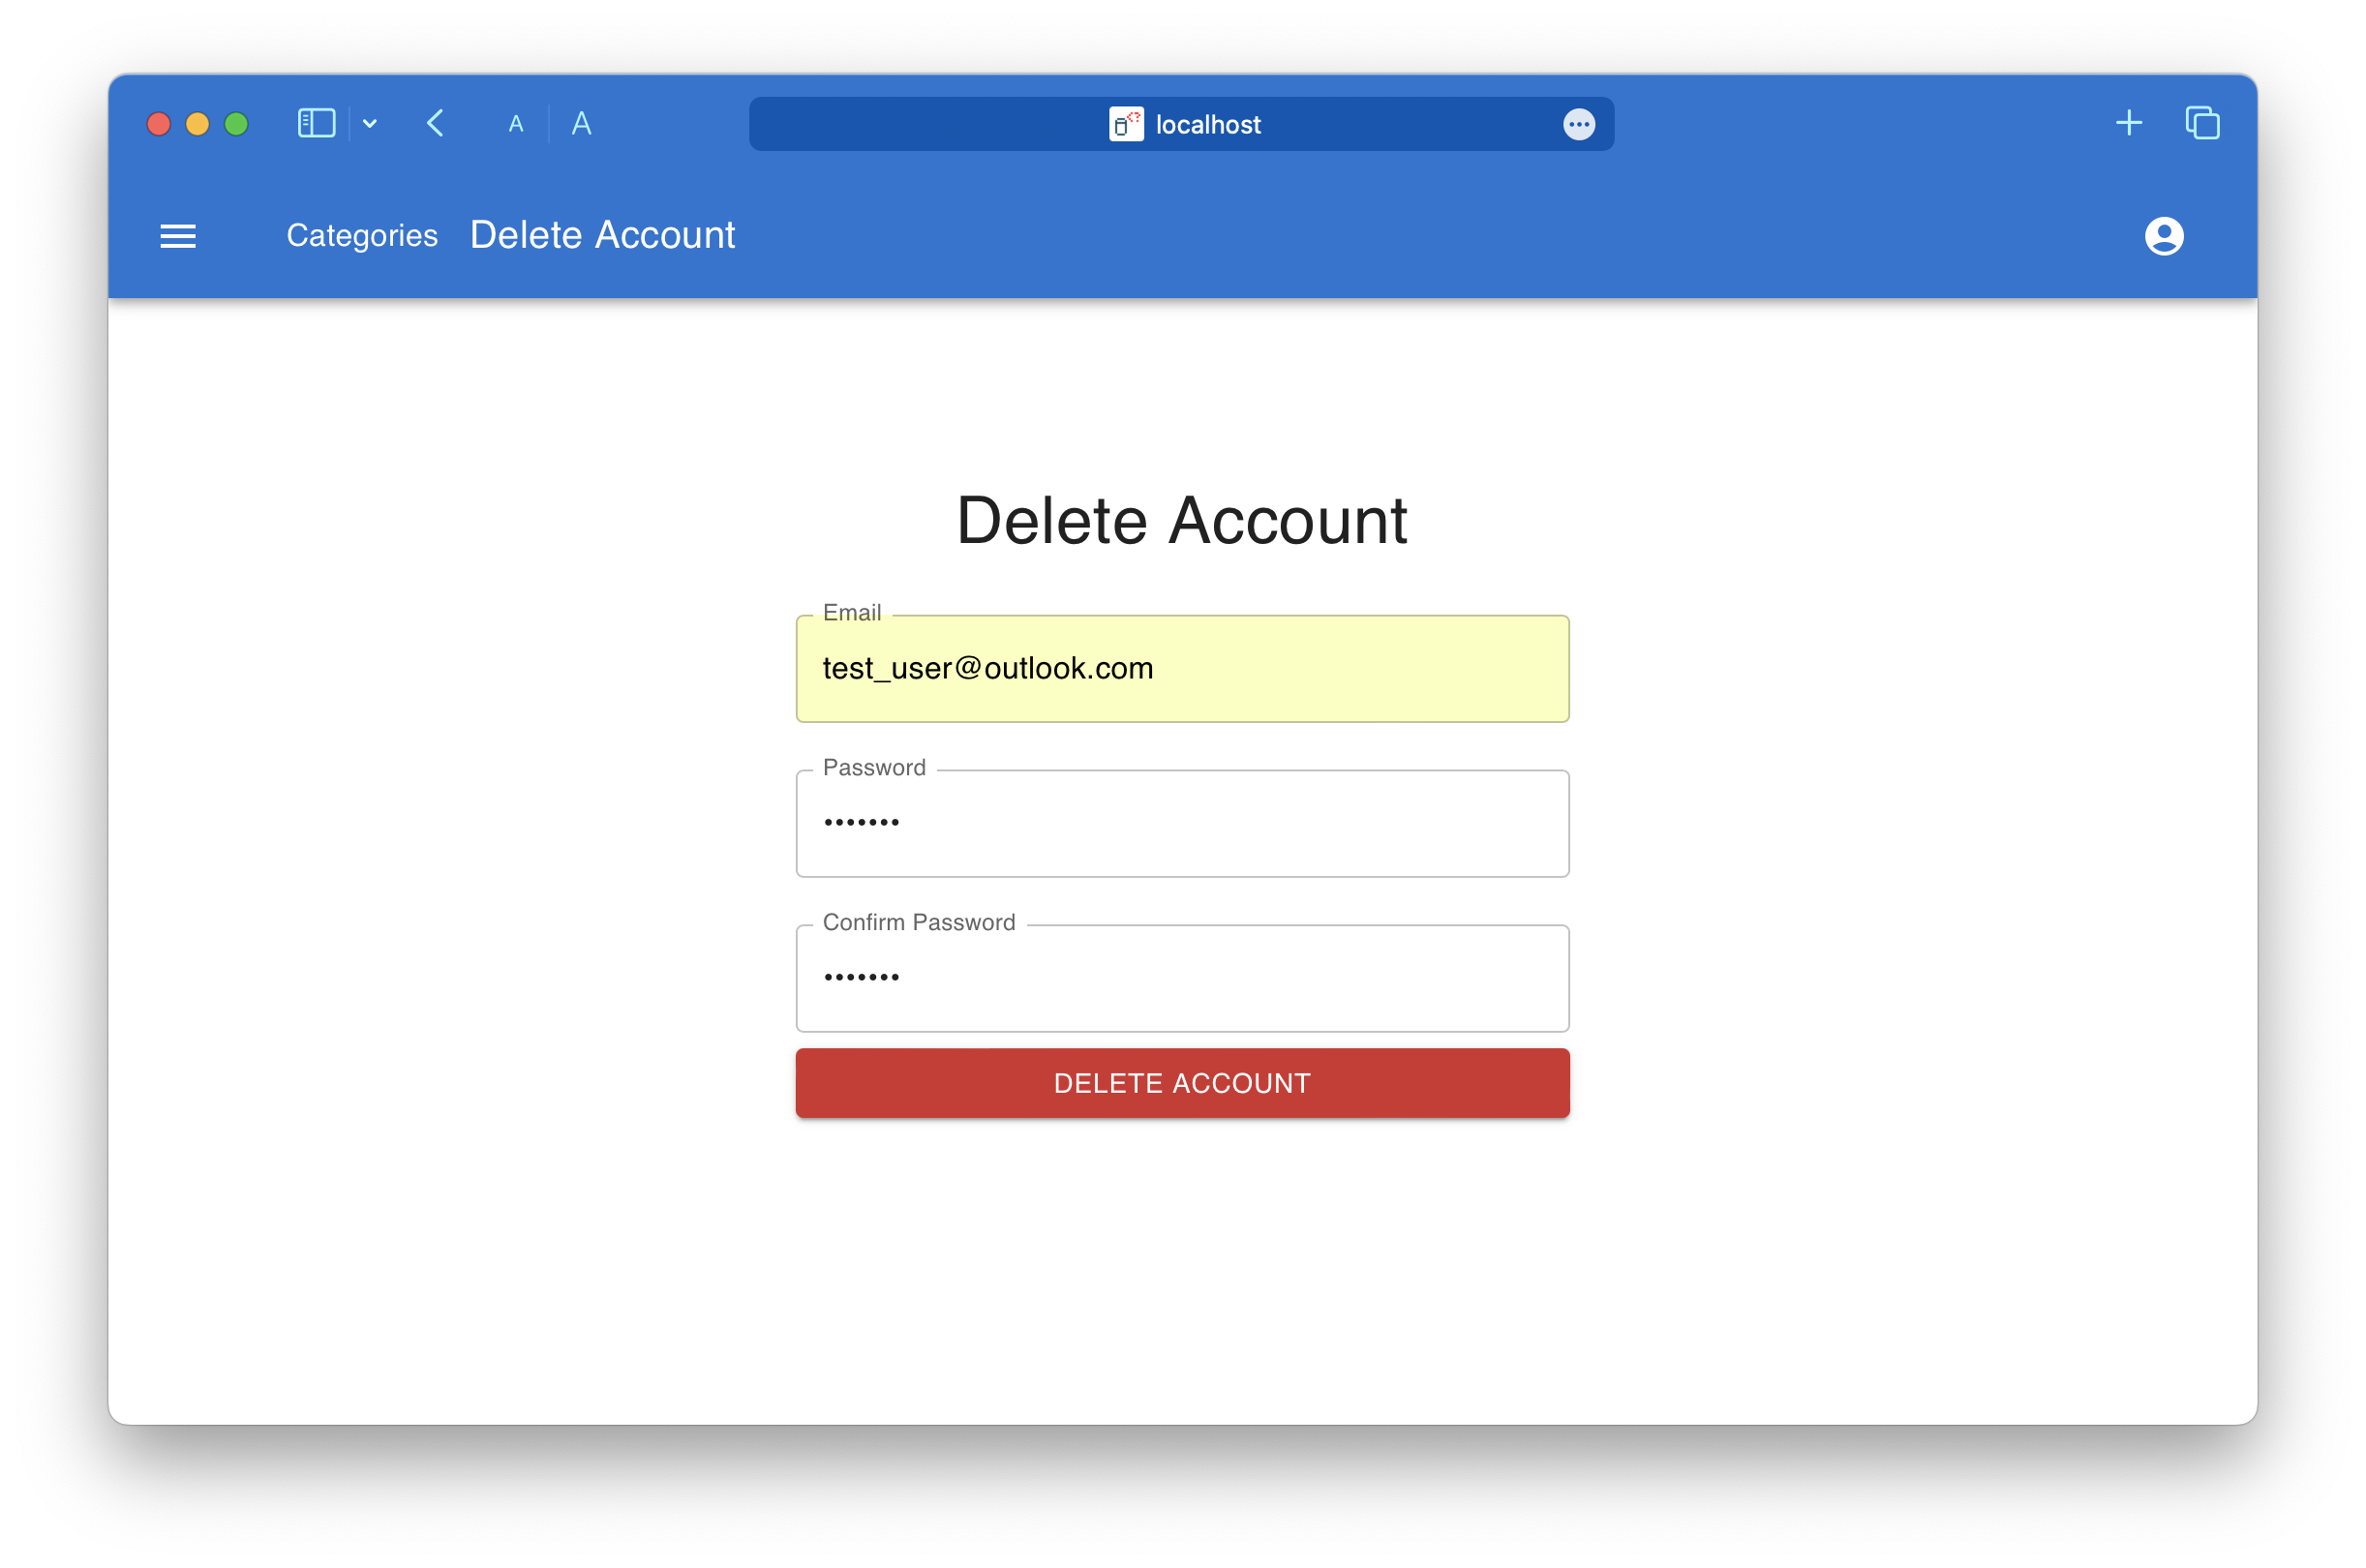 A A localhost
Categories Delete Account
Delete Account
Email
test_user@outlook.com
Password
•••••••
Confirm Password
•••••••
DELETE ACCOUNT